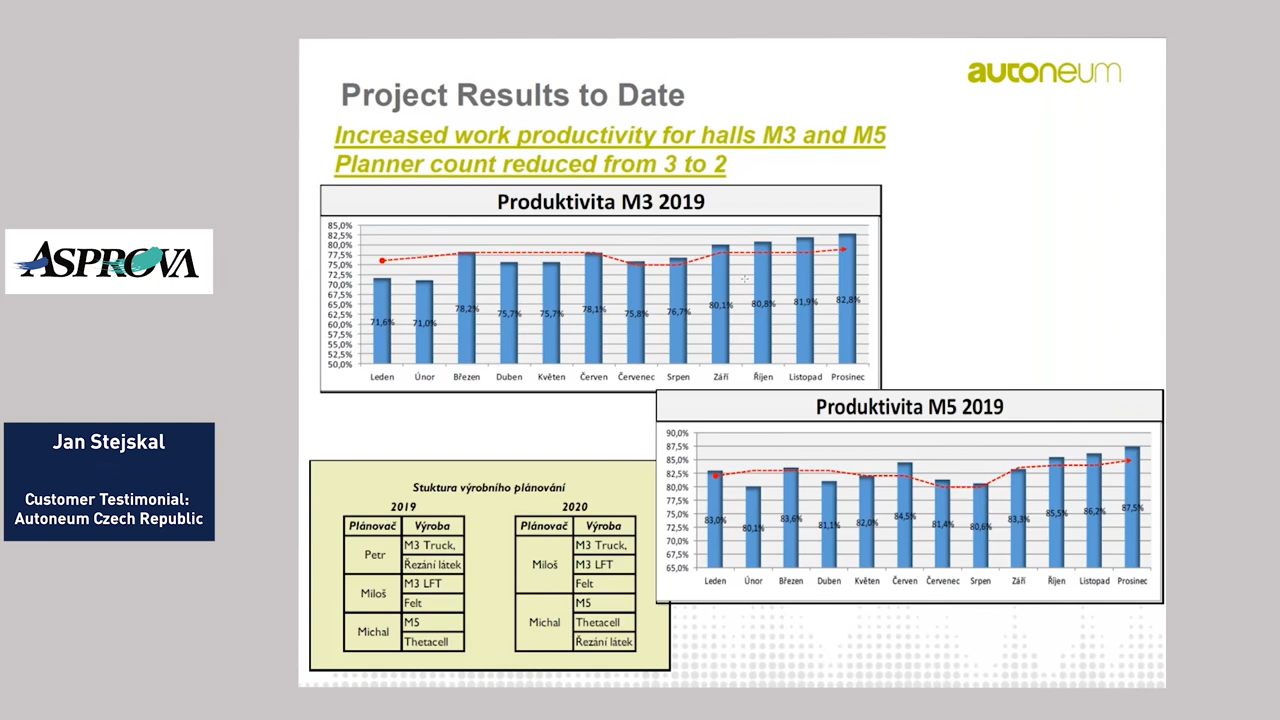 autoneum
Project Results to Date
Increased work productivity for halls M3 and M5
Planner count reduced from 3 to 2
Produktivita M3 2019
85,0%
82,5%
80,0%
77,5%
75,0%
72,5%
70,0%
67,5%
65,0%
62,5%
60,0%
57,5%
55,0%
52,5%
50,0%
71,6% 71,0% 78,2% 75,7% 75,7% 78,1% 75,8% 76,7% 80,1% 80,8% 81,9% 82,8%
Leden Únor Březen Duben Květen Červen Červenec Srpen Září Říjen Listopad Prosinec
ASPROVA
Jan Stejskal
Customer Testimonial:
Autoneum Czech Republic
Produktivita M5 2019
90,0%
87,5%
85,0%
82,5%
80,0%
77,5%
75,0%
72,5%
70,0%
67,5%
65,0%
83,0% 80,1% 83,6% 81,1% 82,0% 84,5% 81,4% 80,6% 83,3% 85,5% 86,2% 87,5%
Leden Únor Březen Duben Květen Červen Červenec Srpen Září Říjen Listopad Prosinec
Stuktura výrobního plánování
2019
Plánovač Výroba
Petr
M3 Truck,
Řezání látek
Miloš
M3 LFT
Felt
Michal
M5
Thetacell
2020
Plánovač Výroba
Miloš
M3 Truck,
M3 LFT
Felt
Michal
M5
Thetacell
Řezání látek